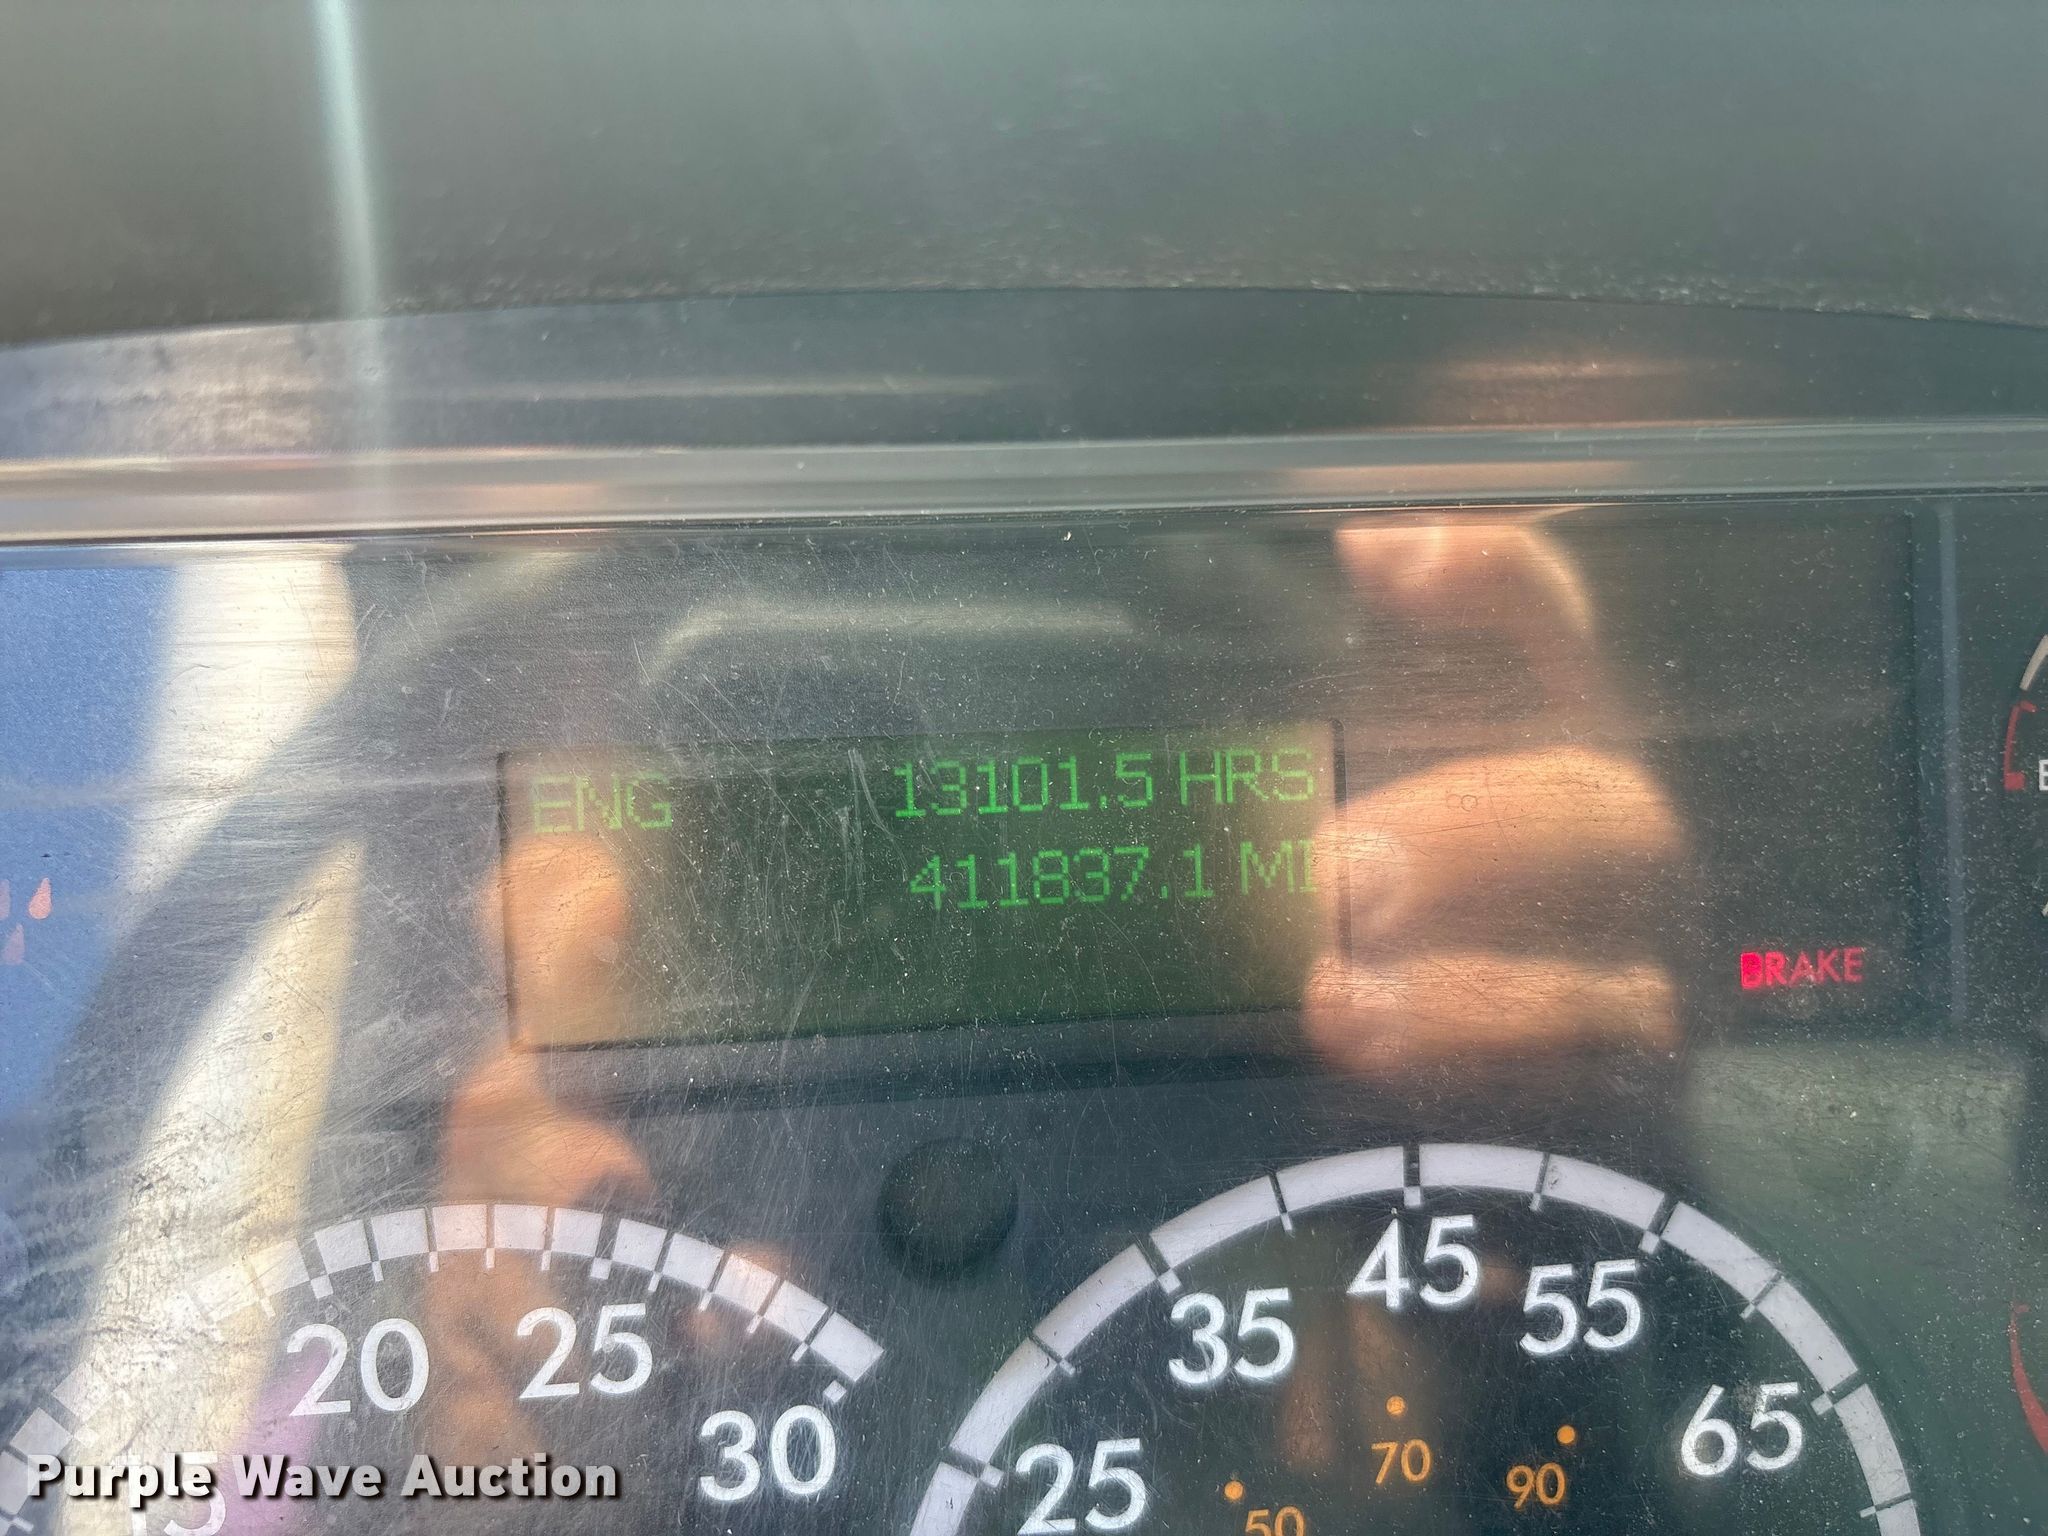 ENG 13101.5 HRS
411837.1 MI
BRAKE
20 25 30
25 35 45 55 65
50 70 90
Purple Wave Auction